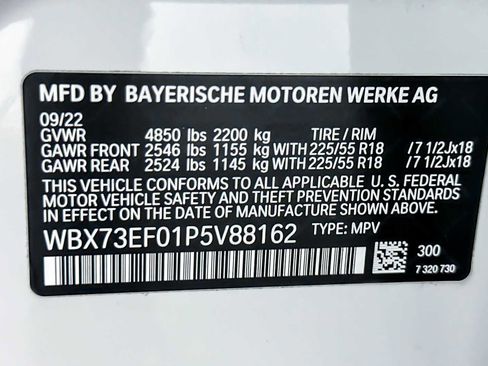 MFD BY BAYERISCHE MOTOREN WERKE AG
09/22
GVWR 4850 lbs 2200 kg TIRE / RIM
GAWR FRONT 2546 lbs 1155 kg WITH 225/55 R18 /7 1/2Jx18
GAWR REAR 2524 lbs 1145 kg WITH 225/55 R18 /7 1/2Jx18
THIS VEHICLE CONFORMS TO ALL APPLICABLE U. S. FEDERAL
MOTOR VEHICLE SAFETY AND THEFT PREVENTION STANDARDS
IN EFFECT ON THE DATE OF MANUFACTURE SHOWN ABOVE.
WBX73EF01P5V88162 TYPE: MPV
300
7 320 730